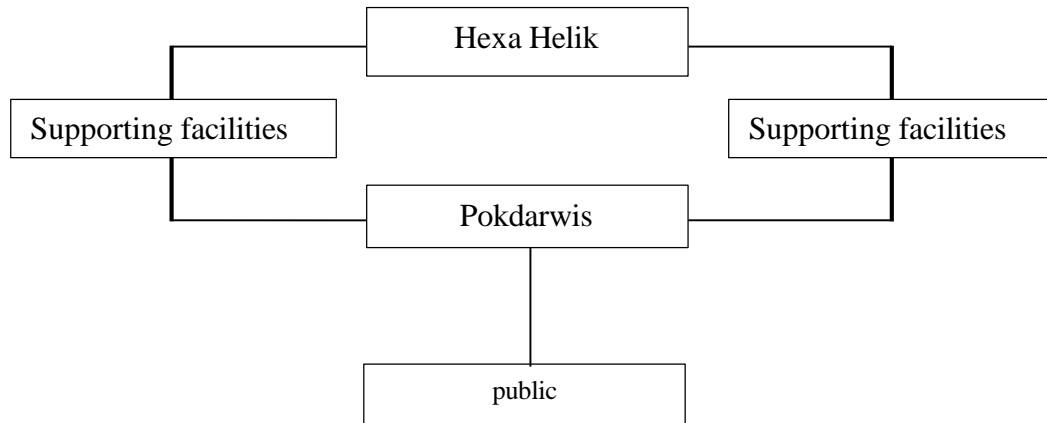 Hexa Helik
Supporting facilities
Supporting facilities
Pokdarwis
public